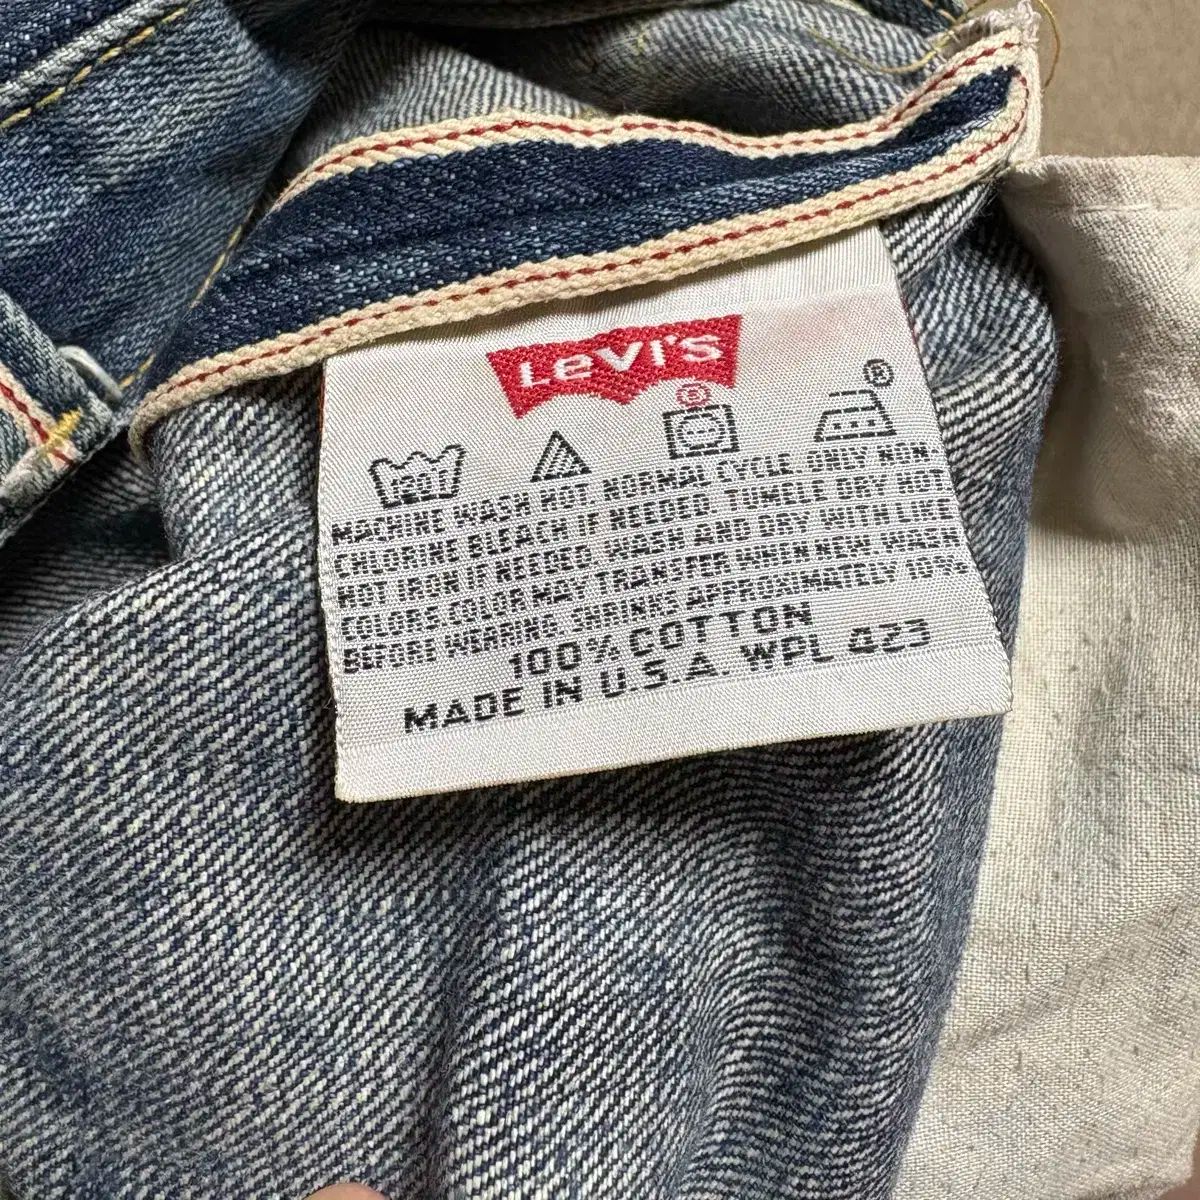 LEVI'S
®
®
120F
MACHINE WASH HOT. NORMAL CYCLE. ONLY NON-
CHLORINE BLEACH IF NEEDED. TUMBLE DRY HOT.
HOT IRON IF NEEDED. WASH AND DRY WITH LIKE
COLORS. COLOR MAY TRANSFER WHEN NEW. WASH
BEFORE WEARING. SHRINKS APPROXIMATELY 10%.
100% COTTON
MADE IN U.S.A. WPL 423